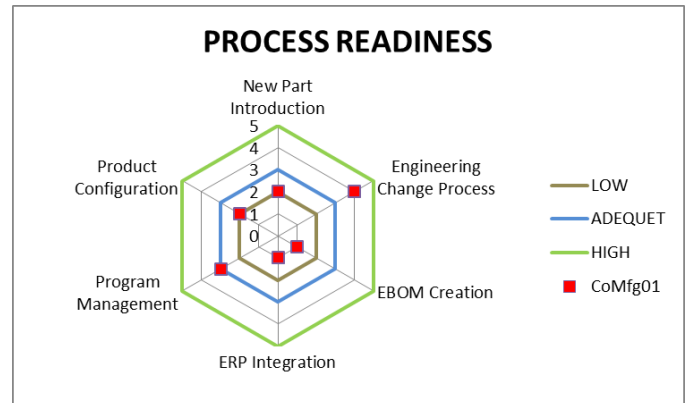 PROCESS READINESS
New Part
Introduction
5
4
3
2
1
0
Product
Configuration
Engineering
Change Process
Program
Management
EBOM Creation
ERP Integration
LOW
ADEQUET
HIGH
CoMfg01